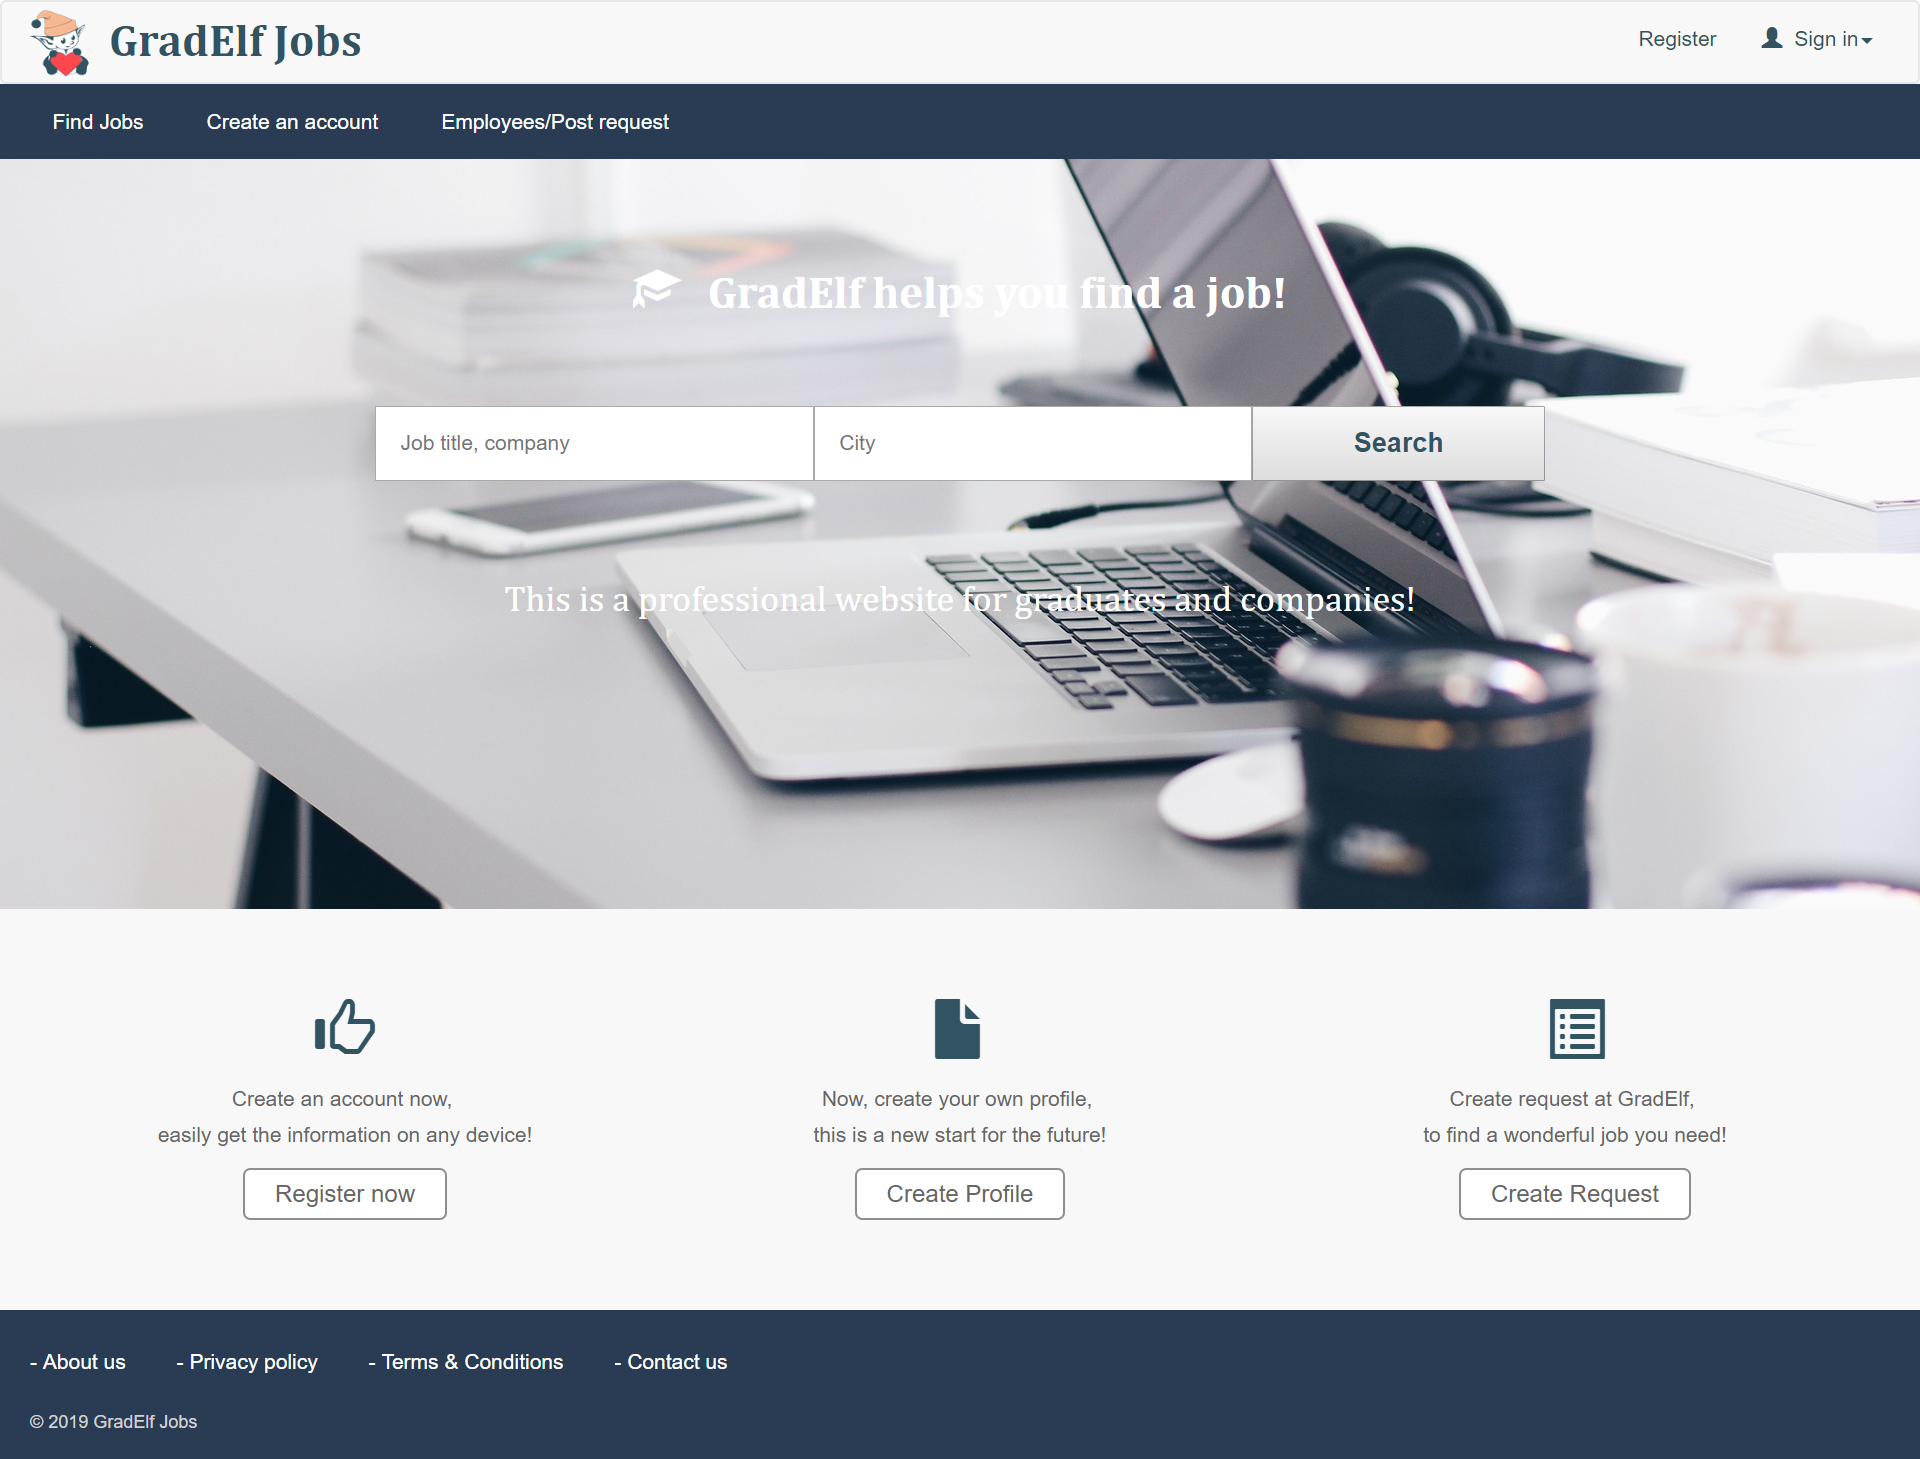 GradElf Jobs
Register
Sign in
Find Jobs
Create an account
Employees/Post request
GradElf helps you find a job!
Job title, company
City
Search
This is a professional website for graduates and companies!
Create an account now,
easily get the information on any device!
Register now
Now, create your own profile,
this is a new start for the future!
Create Profile
Create request at GradElf,
to find a wonderful job you need!
Create Request
- About us
- Privacy policy
- Terms & Conditions
- Contact us
© 2019 GradElf Jobs